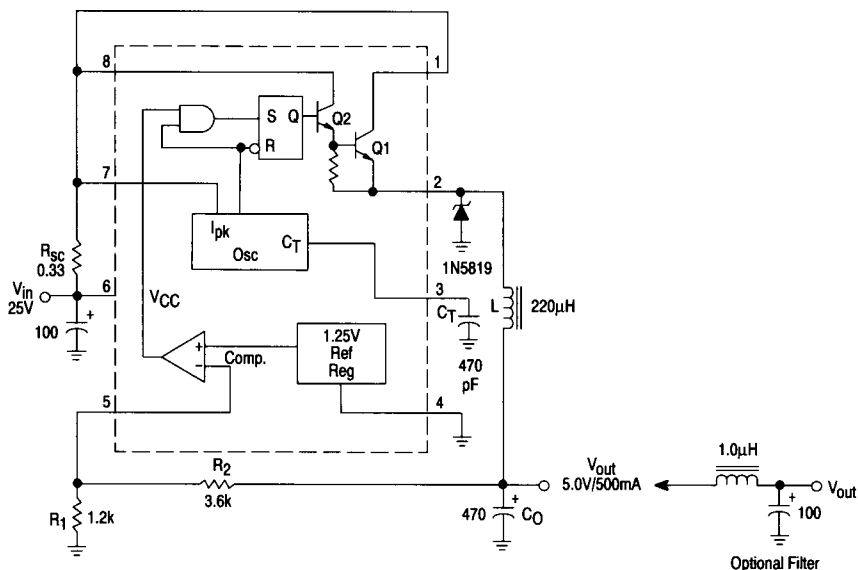 8
1
S Q
Q2
R
Q1
7
2
Ipk
CT
Osc
1N5819
Rsc
0.33
Vin
25V
6
3
VCC
CT
L
220µH
+
100
470
pF
+
Comp.
−
1.25V
Ref
Reg
5
4
R2
3.6k
R1
1.2k
Vout
5.0V/500mA
1.0µH
Vout
470
+
CO
+
100
Optional Filter